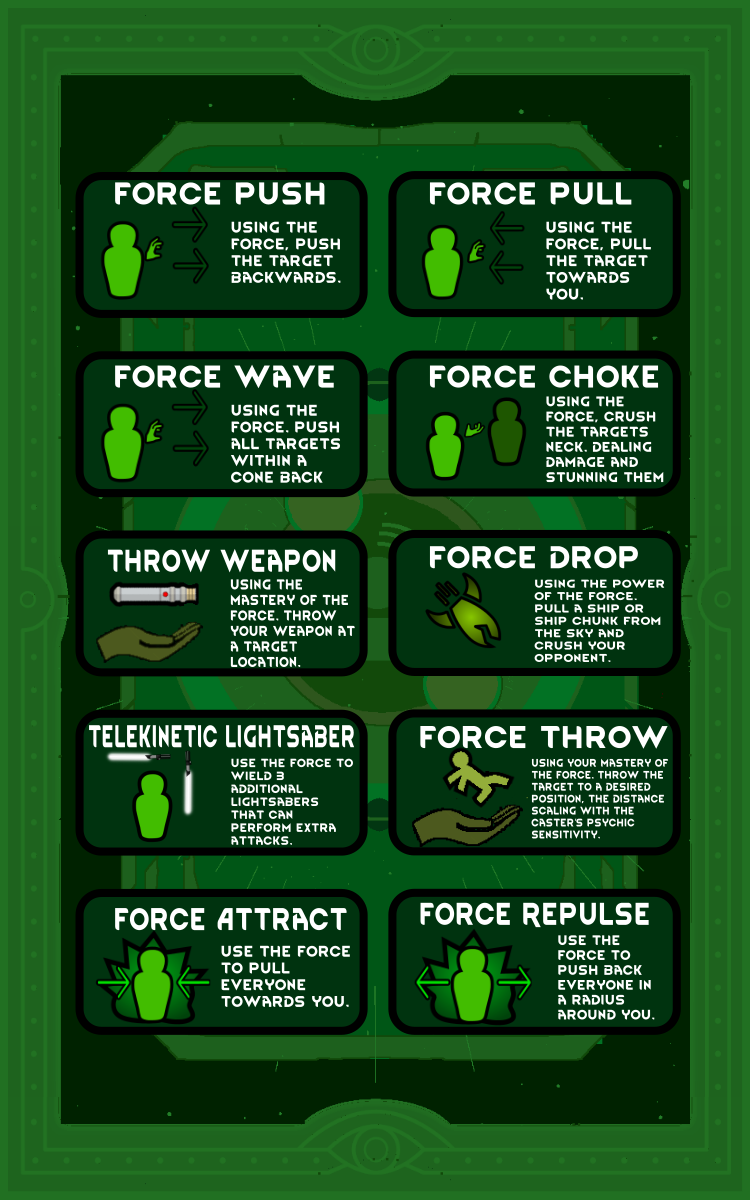 FORCE PUSH
USING THE
FORCE, PUSH
THE TARGET
BACKWARDS.
FORCE PULL
USING THE
FORCE, PULL
THE TARGET
TOWARDS
YOU.
FORCE WAVE
USING THE
FORCE. PUSH
ALL TARGETS
WITHIN A
CONE BACK
FORCE CHOKE
USING THE
FORCE, CRUSH
THE TARGETS
NECK. DEALING
DAMAGE AND
STUNNING THEM
THROW WEAPON
USING THE
MASTERY OF THE
FORCE. THROW
YOUR WEAPON AT
A TARGET
LOCATION.
FORCE DROP
USING THE POWER
OF THE FORCE.
PULL A SHIP OR
SHIP CHUNK FROM
THE SKY AND
CRUSH YOUR
OPPONENT.
TELEKINETIC LIGHTSABER
USE THE FORCE TO
WIELD 3
ADDITIONAL
LIGHTSABERS
THAT CAN
PERFORM EXTRA
ATTACKS.
FORCE THROW
USING YOUR MASTERY OF
THE FORCE. THROW THE
TARGET TO A DESIRED
POSITION. THE DISTANCE
SCALING WITH THE
CASTER'S PSYCHIC
SENSITIVITY.
FORCE ATTRACT
USE THE FORCE
TO PULL
EVERYONE
TOWARDS YOU.
FORCE REPULSE
USE THE
FORCE TO
PUSH BACK
EVERYONE IN
A RADIUS
AROUND YOU.